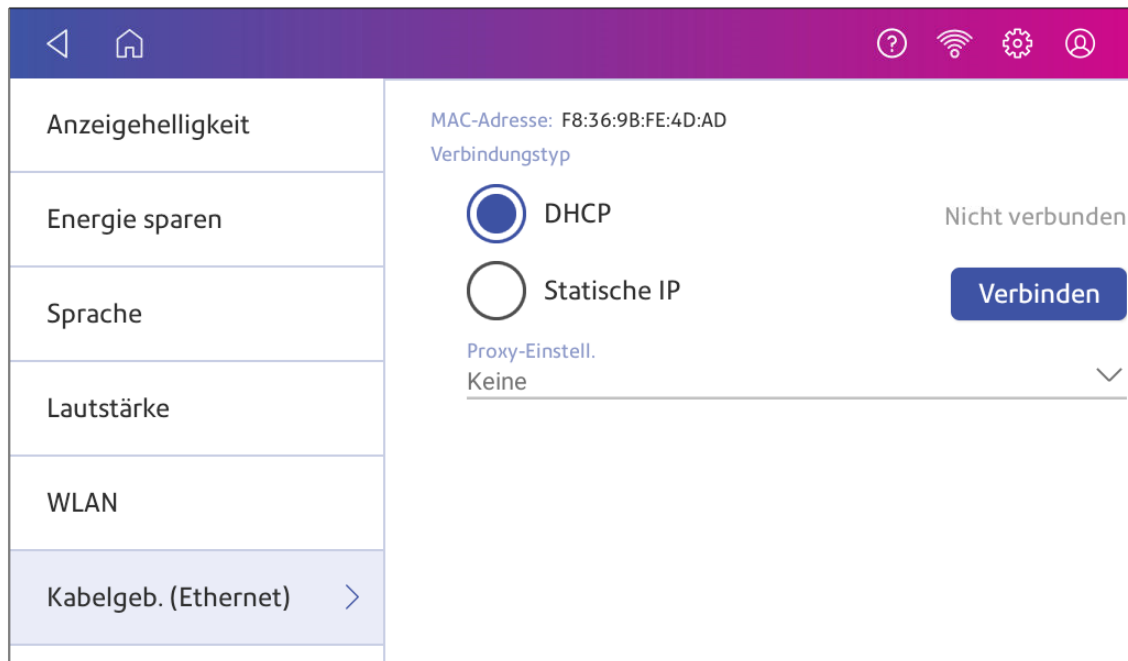 Anzeigehelligkeit
Energie sparen
Sprache
Lautstärke
WLAN
Kabelgeb. (Ethernet)
MAC-Adresse: F8:36:9B:FE:4D:AD
Verbindungstyp
DHCP
Nicht verbunden
Statische IP
Verbinden
Proxy-Einstell.
Keine